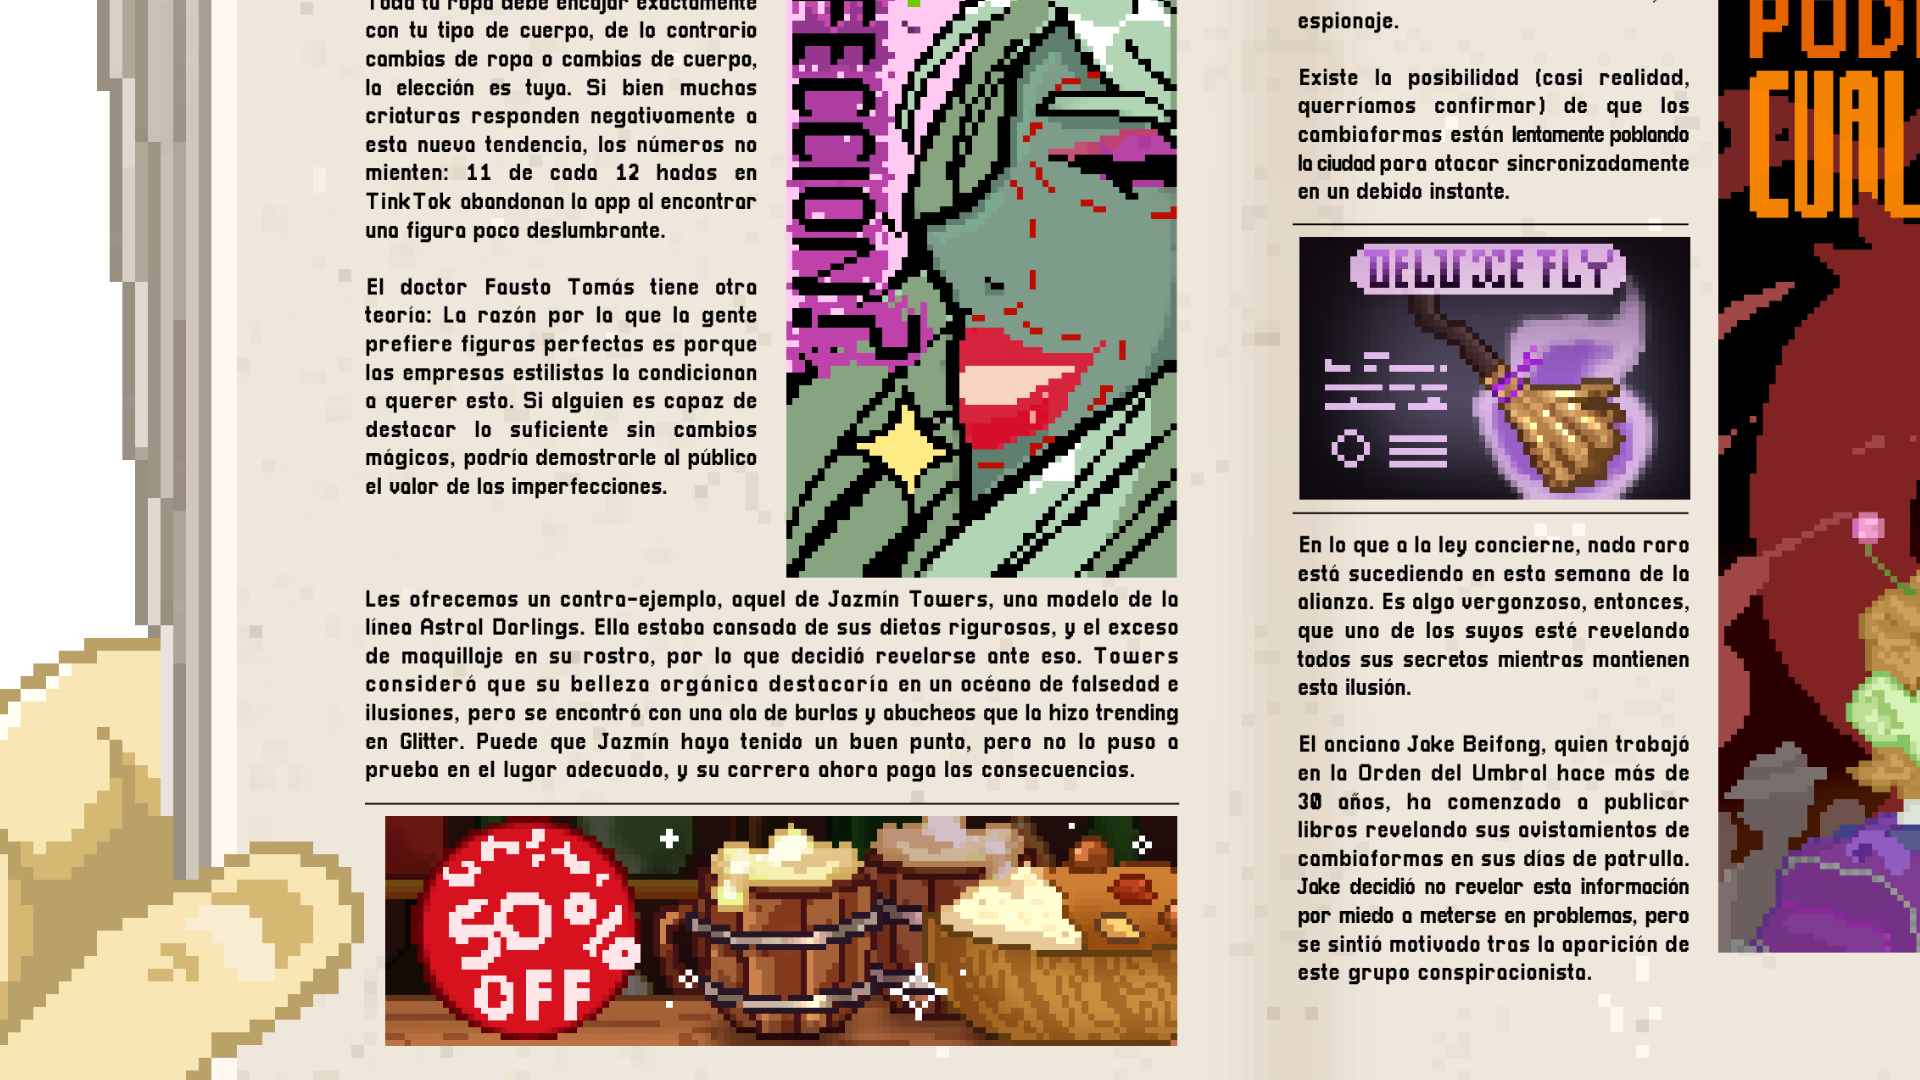 Toda tu ropa debe encajar exactamente
con tu tipo de cuerpo, de lo contrario
cambias de ropa o cambias de cuerpo,
la elección es tuya. Si bien muchas
criaturas responden negativamente a
esta nueva tendencia, los números no
mienten: 11 de cada 12 hadas en
TinkTok abandonan la app al encontrar
una figura poco deslumbrante.
El doctor Fausto Tomás tiene otra
teoría: La razón por la que la gente
prefiere figuras perfectas es porque
las empresas estilistas la condicionan
a querer esto. Si alguien es capaz de
destacar lo suficiente sin cambios
mágicos, podría demostrarle al público
el valor de las imperfecciones.
ECCIÓN?
Les ofrecemos un contra-ejemplo, aquel de Jazmín Towers, una modelo de la
línea Astral Darlings. Ella estaba cansada de sus dietas rigurosas, y el exceso
de maquillaje en su rostro, por lo que decidió revelarse ante eso. Towers
consideró que su belleza orgánica destacaría en un océano de falsedad e
ilusiones, pero se encontró con una ola de burlas y abucheos que la hizo trending
en Glitter. Puede que Jazmín haya tenido un buen punto, pero no lo puso a
prueba en el lugar adecuado, y su carrera ahora paga las consecuencias.
50%
OFF
espionaje.
Existe la posibilidad (casi realidad,
querríamos confirmar) de que los
cambiaformas están lentamente poblando
la ciudad para atacar sincronizadamente
en un debido instante.
DELUXE FLY
En lo que a la ley concierne, nada raro
está sucediendo en esta semana de la
alianza. Es algo vergonzoso, entonces,
que uno de los suyos esté revelando
todos sus secretos mientras mantienen
esta ilusión.
El anciano Jake Beifong, quien trabajó
en la Orden del Umbral hace más de
30 años, ha comenzado a publicar
libros revelando sus avistamientos de
cambiaformas en sus días de patrulla.
Jake decidió no revelar esta información
por miedo a meterse en problemas, pero
se sintió motivado tras la aparición de
este grupo conspiracionista.
POD
CUAL